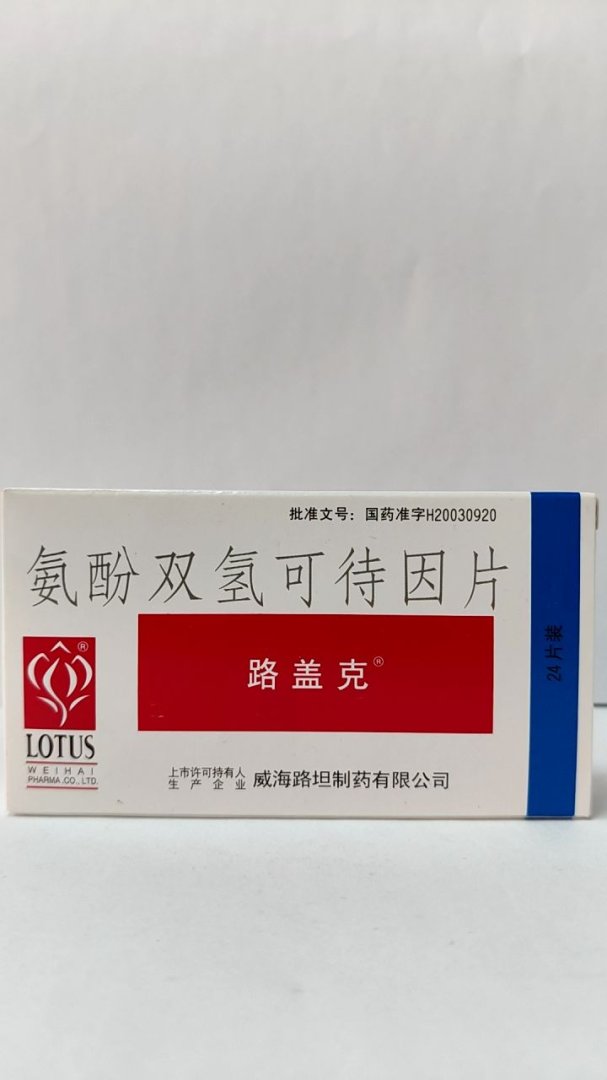 批准文号：国药准字H20030920
氨酚双氢可待因片
路盖克®
24片装
®
LOTUS
WEIHAI
PHARMA.CO.,LTD.
上市许可持有人
生产企业
威海路坦制药有限公司